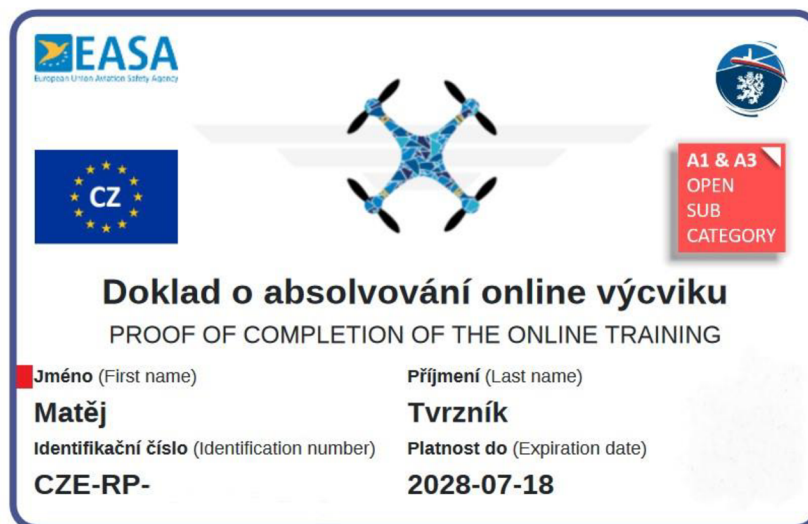 EASA
European Union Aviation Safety Agency
CZ
A1 & A3
OPEN
SUB
CATEGORY
Doklad o absolvování online výcviku
PROOF OF COMPLETION OF THE ONLINE TRAINING
Jméno (First name)
Příjmení (Last name)
Matěj
Tvrzník
Identifikační číslo (Identification number)
Platnost do (Expiration date)
CZE-RP-
2028-07-18